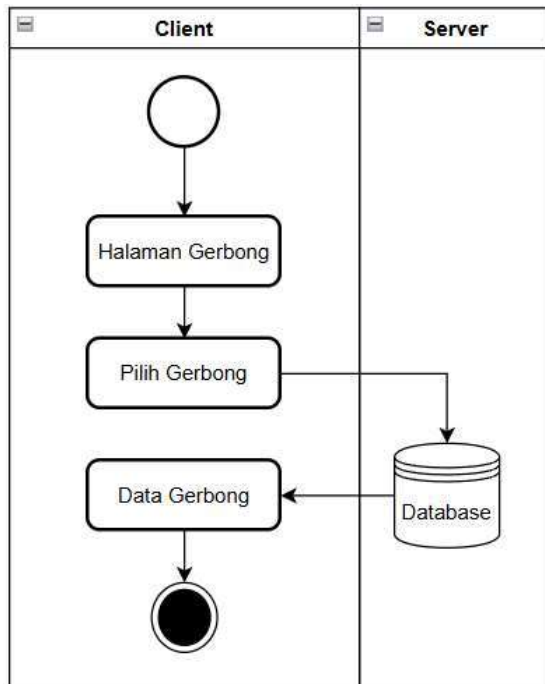 Client
Server
Halaman Gerbong
Pilih Gerbong
Data Gerbong
Database